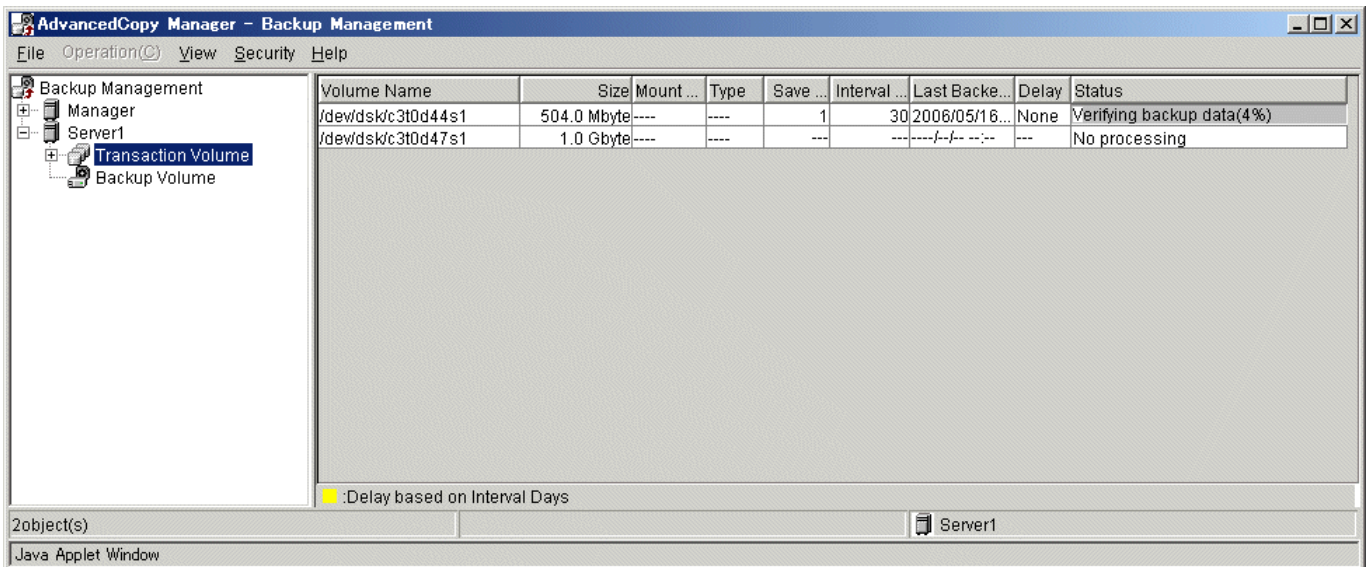 AdvancedCopy Manager - Backup Management
File Operation(C) View Security Help
Backup Management
Manager
Server1
Transaction Volume
Backup Volume
Volume Name Size Mount ... Type Save ... Interval ... Last Backe... Delay Status
/dev/dsk/c3t0d44s1 504.0 Mbyte ---- ---- 1 30 2006/05/16... None Verifying backup data(4%)
/dev/dsk/c3t0d47s1 1.0 Gbyte ---- ---- --- --- ----/--/-- --:-- --- No processing
:Delay based on Interval Days
2object(s) Server1
Java Applet Window